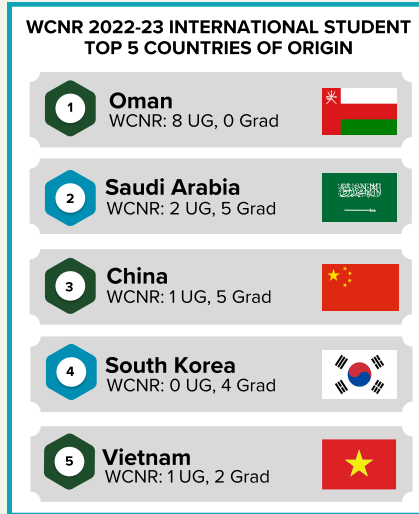 WCNR 2022-23 INTERNATIONAL STUDENT
TOP 5 COUNTRIES OF ORIGIN
1
Oman
WCNR: 8 UG, 0 Grad
2
Saudi Arabia
WCNR: 2 UG, 5 Grad
3
China
WCNR: 1 UG, 5 Grad
4
South Korea
WCNR: 0 UG, 4 Grad
5
Vietnam
WCNR: 1 UG, 2 Grad